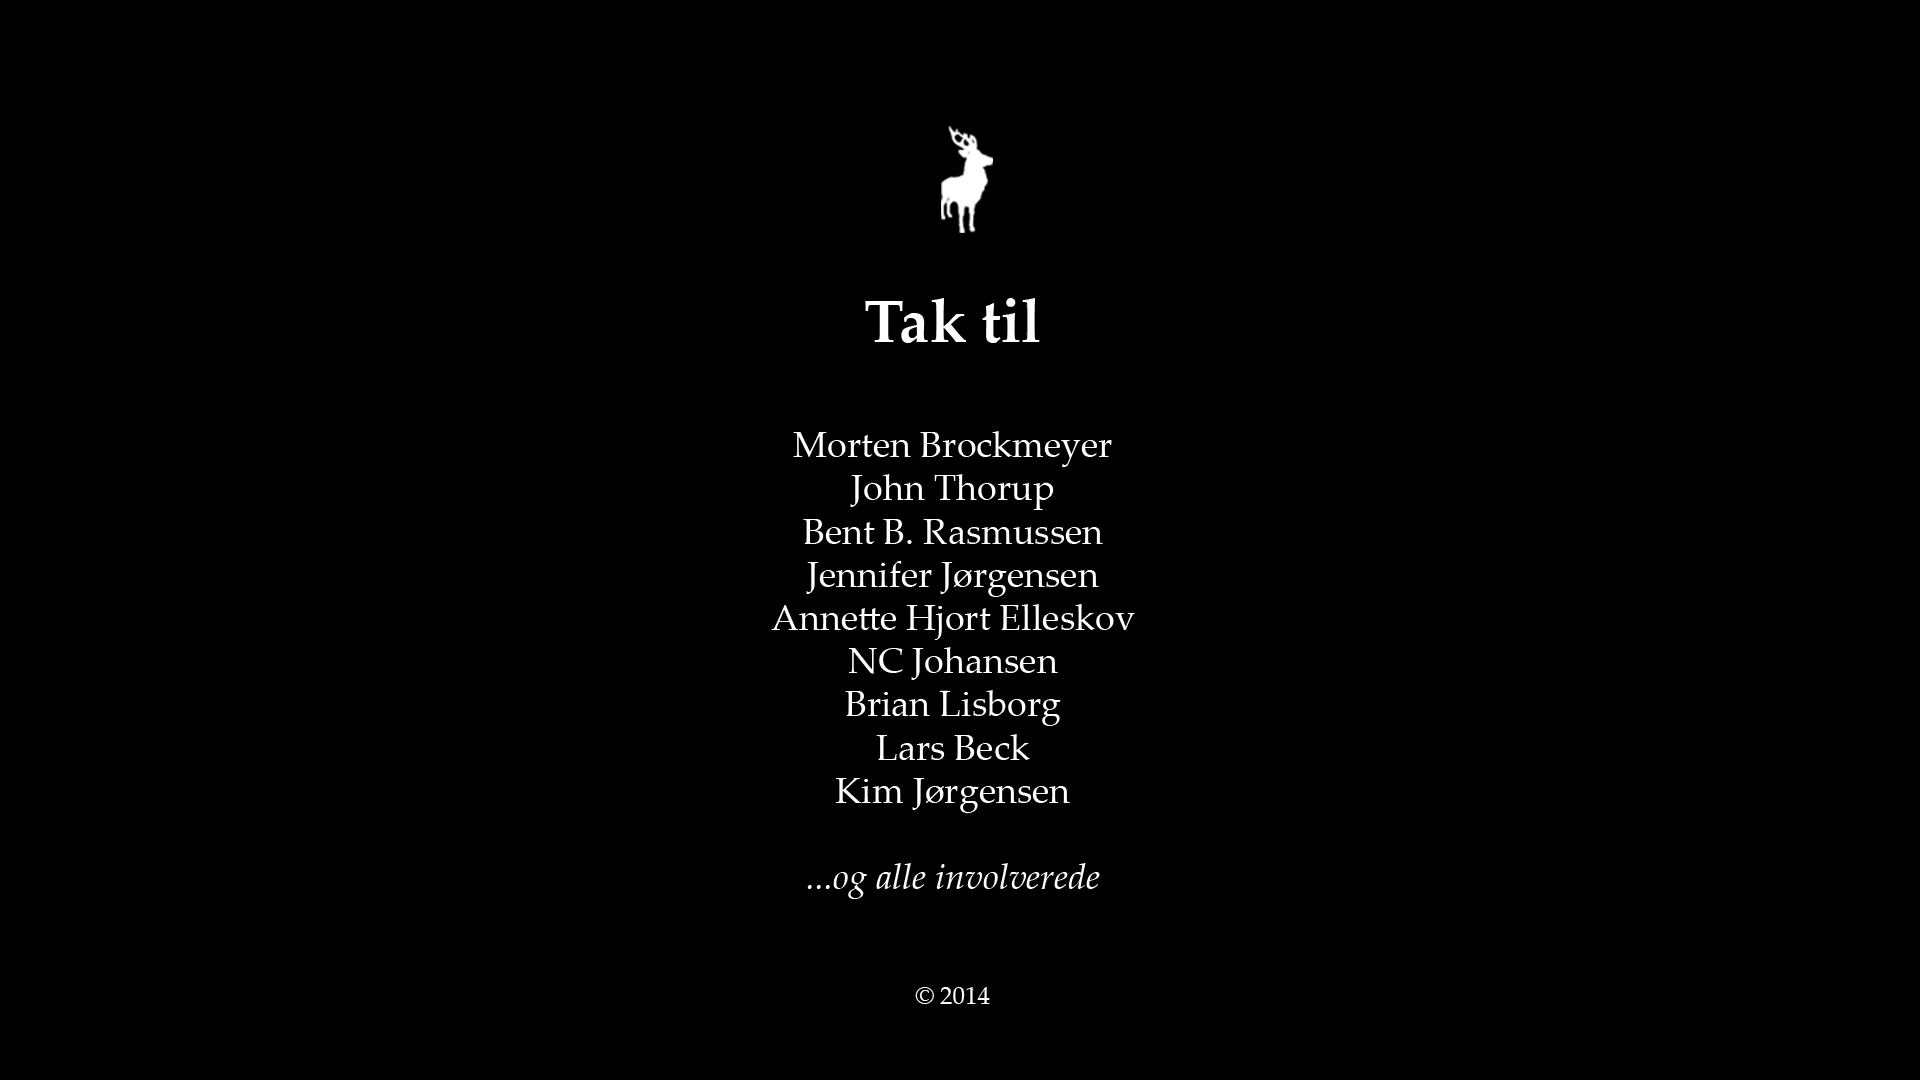 Tak til
Morten Brockmeyer
John Thorup
Bent B. Rasmussen
Jennifer Jørgensen
Annette Hjort Elleskov
NC Johansen
Brian Lisborg
Lars Beck
Kim Jørgensen
...og alle involverede
© 2014